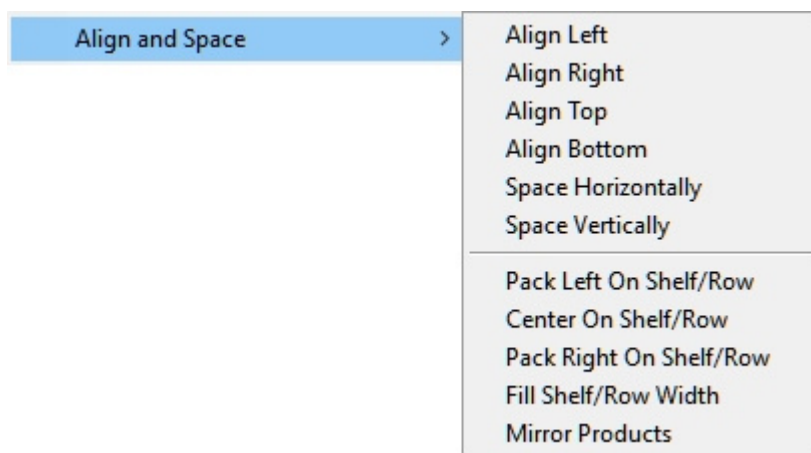 Align and Space
Align Left
Align Right
Align Top
Align Bottom
Space Horizontally
Space Vertically
Pack Left On Shelf/Row
Center On Shelf/Row
Pack Right On Shelf/Row
Fill Shelf/Row Width
Mirror Products